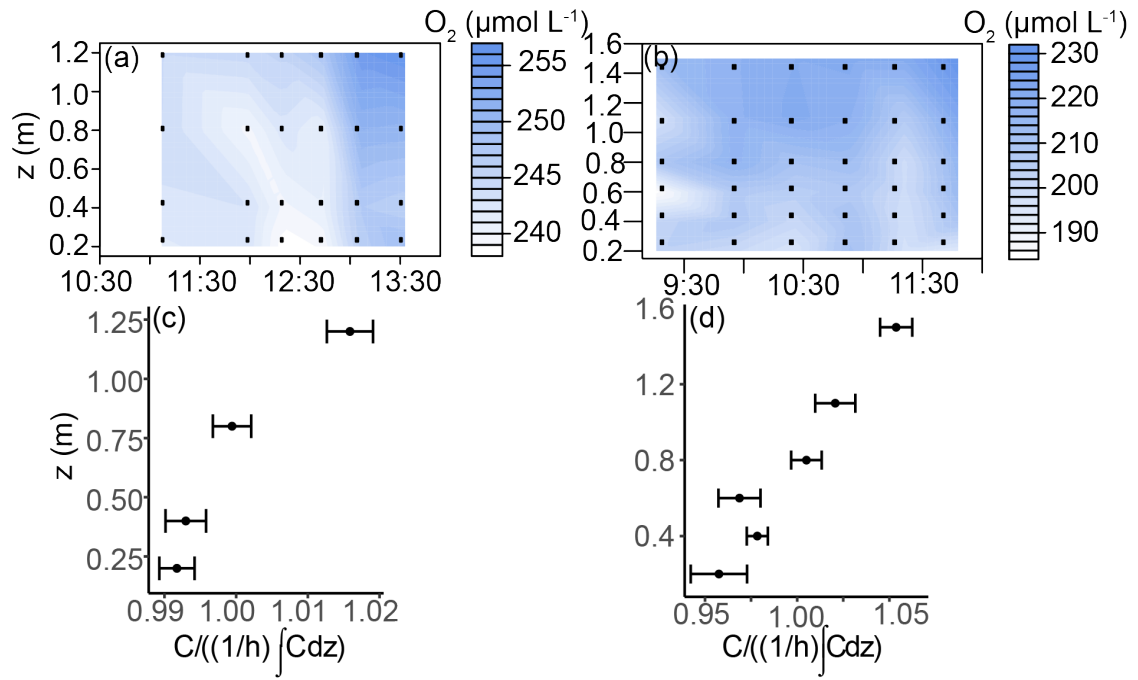 O₂ (µmol L⁻¹)
(a)
z (m)
1.2
1.0
0.8
0.6
0.4
0.2
10:30 11:30 12:30 13:30
255
250
245
240
O₂ (µmol L⁻¹)
(b)
1.6
1.4
1.2
1.0
0.8
0.6
0.4
0.2
9:30 10:30 11:30
230
220
210
200
190
(c)
z (m)
1.25
1.00
0.75
0.50
0.25
0.99 1.00 1.01 1.02
C/((1/h)∫Cdz)
(d)
1.6
1.2
0.8
0.4
0.95 1.00 1.05
C/((1/h)∫Cdz)